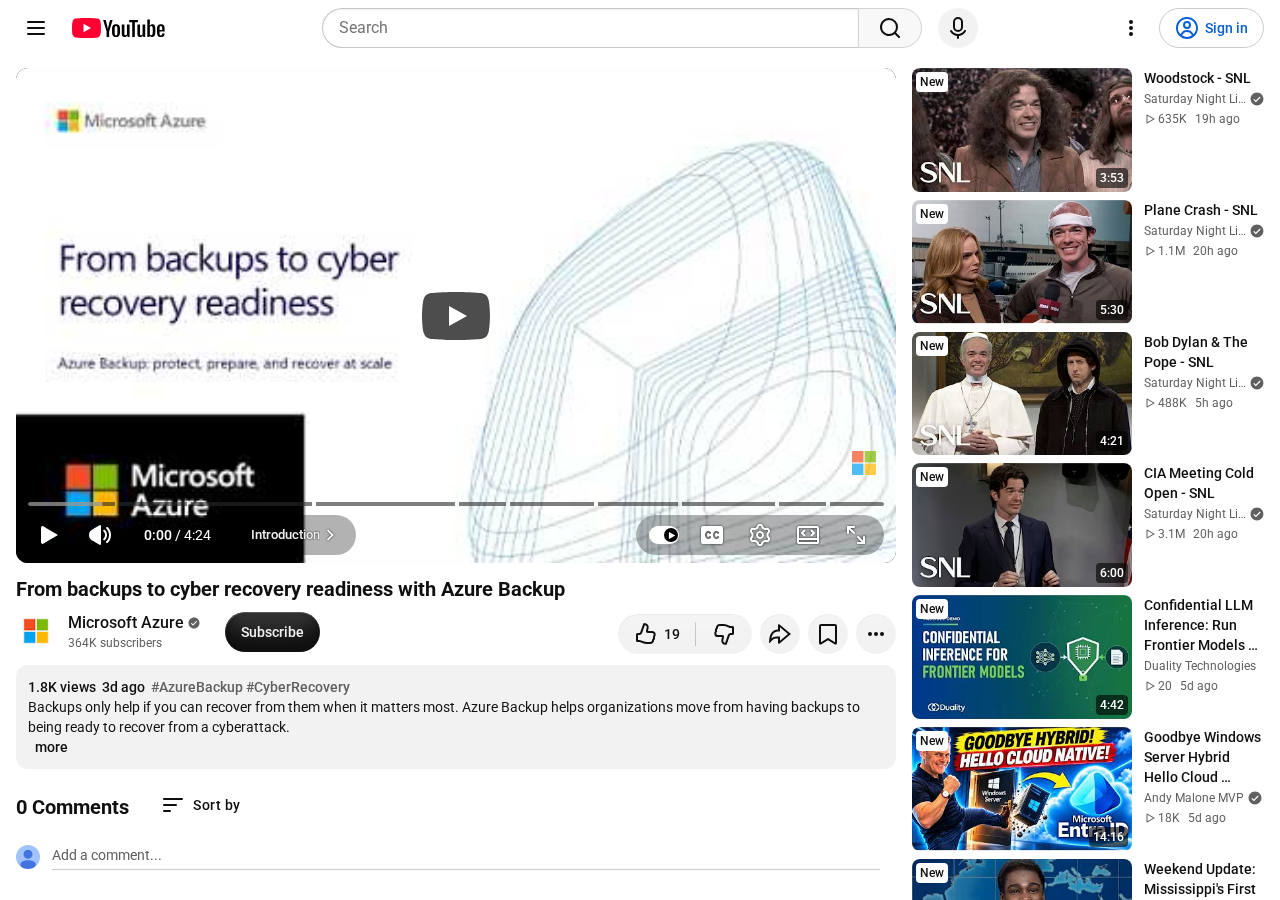 YouTube
Search
Sign in
Microsoft Azure
From backups to cyber
recovery readiness
Azure Backup: protect, prepare, and recover at scale
Microsoft
Azure
0:00 / 4:24
Introduction
CC
From backups to cyber recovery readiness with Azure Backup
Microsoft Azure
364K subscribers
Subscribe
19
1.8K views 3d ago #AzureBackup #CyberRecovery
Backups only help if you can recover from them when it matters most. Azure Backup helps organizations move from having backups to
being ready to recover from a cyberattack.
more
0 Comments
Sort by
Add a comment...
New
SNL
3:53
Woodstock - SNL
Saturday Night Li...
635K 19h ago
New
SNL
5:30
Plane Crash - SNL
Saturday Night Li...
1.1M 20h ago
New
SNL
4:21
Bob Dylan & The
Pope - SNL
Saturday Night Li...
488K 5h ago
New
SNL
6:00
CIA Meeting Cold
Open - SNL
Saturday Night Li...
3.1M 20h ago
New
CONFIDENTIAL
INFERENCE FOR
FRONTIER MODELS
Duality
4:42
Confidential LLM
Inference: Run
Frontier Models ...
Duality Technologies
20 5d ago
New
GOODBYE HYBRID!
HELLO CLOUD NATIVE!
Windows
Server
Microsoft
Entra ID
14:16
Goodbye Windows
Server Hybrid
Hello Cloud ...
Andy Malone MVP
18K 5d ago
New
Weekend Update:
Mississippi's First